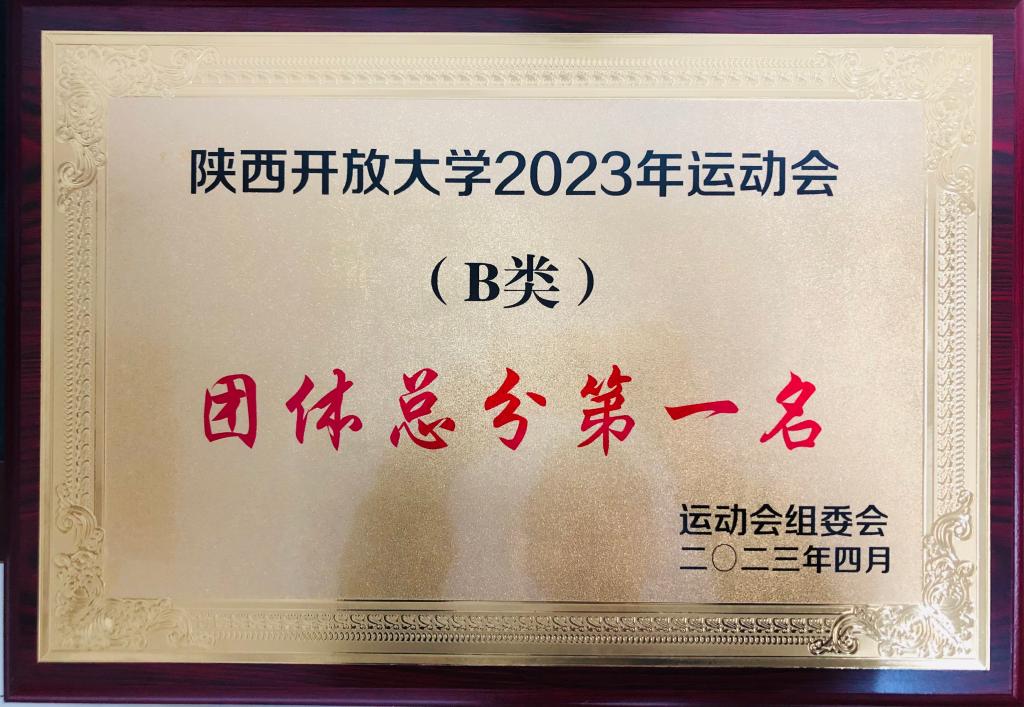 陕西开放大学2023年运动会
（B类）
团体总分第一名
运动会组委会
二〇二三年四月